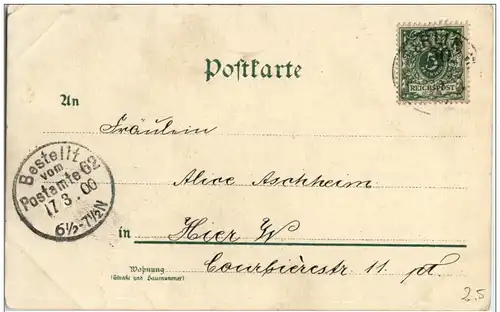 Postkarte
5
REICHSPOST
An
Fräulein
Alice Aschheim
in Hier W
Courbièrestr 11 pt
Wohnung
(Straße und Hausnummer)
Bestellt
vom
Postamte 62
17 3.00
6½-7½N
2.5